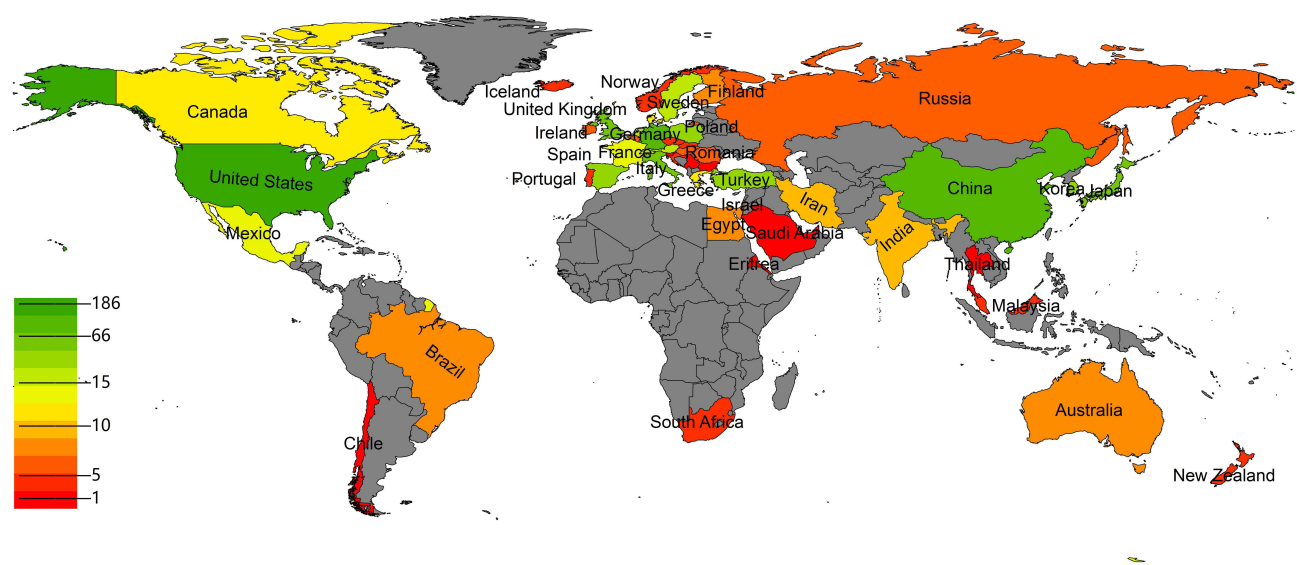 Iceland
Norway
Finland
Canada
United Kingdom
Sweden
Russia
Ireland
Germany
Poland
Spain
France
Romania
Italy
United States
Portugal
Greece
Turkey
China
Korea
Japan
Israel
Iran
Mexico
Egypt
Saudi Arabia
India
Eritrea
Thailand
186
Malaysia
66
Brazil
15
Australia
10
South Africa
Chile
5
New Zealand
1